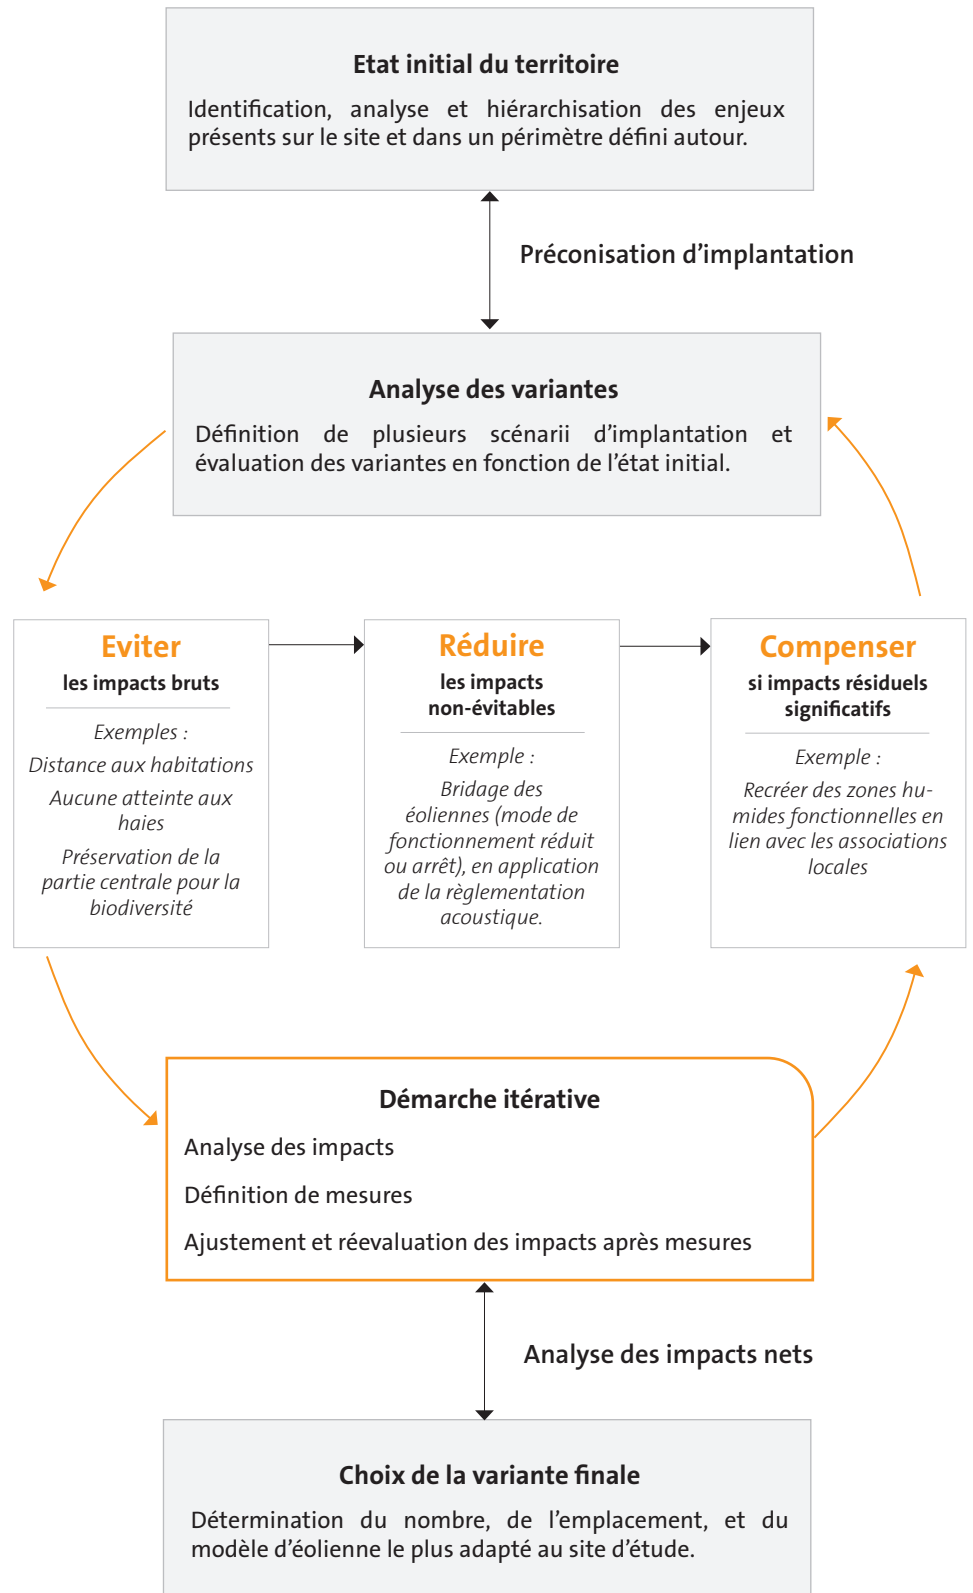 Etat initial du territoire
Identification, analyse et hiérarchisation des enjeux
présents sur le site et dans un périmètre défini autour.
Préconisation d'implantation
Analyse des variantes
Définition de plusieurs scénarii d'implantation et
évaluation des variantes en fonction de l'état initial.
Eviter
les impacts bruts
Exemples :
Distance aux habitations
Aucune atteinte aux
haies
Préservation de la
partie centrale pour la
biodiversité
Réduire
les impacts
non-évitables
Exemple :
Bridage des
éoliennes (mode de
fonctionnement réduit
ou arrêt), en application
de la règlementation
acoustique.
Compenser
si impacts résiduels
significatifs
Exemple :
Recréer des zones hu-
mides fonctionnelles en
lien avec les associations
locales
Démarche itérative
Analyse des impacts
Définition de mesures
Ajustement et réevaluation des impacts après mesures
Analyse des impacts nets
Choix de la variante finale
Détermination du nombre, de l'emplacement, et du
modèle d'éolienne le plus adapté au site d'étude.